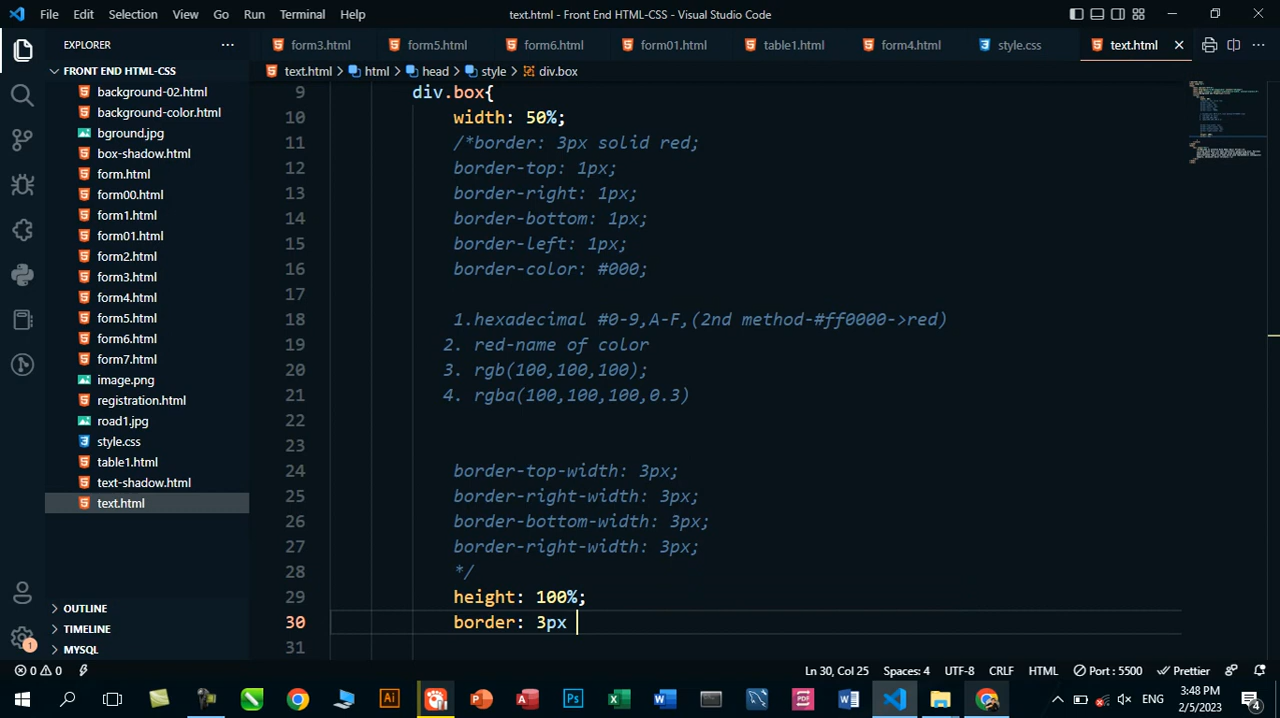 File Edit Selection View Go Run Terminal Help text.html - Front End HTML-CSS - Visual Studio Code
EXPLORER
form3.html form5.html form6.html form01.html table1.html form4.html style.css text.html
FRONT END HTML-CSS
text.html > html > head > style > div.box
background-02.html
background-color.html
bground.jpg
box-shadow.html
form.html
form00.html
form1.html
form01.html
form2.html
form3.html
form4.html
form5.html
form6.html
form7.html
image.png
registration.html
road1.jpg
style.css
table1.html
text-shadow.html
text.html
OUTLINE
TIMELINE
MYSQL
9 div.box{
10 width: 50%;
11 /*border: 3px solid red;
12 border-top: 1px;
13 border-right: 1px;
14 border-bottom: 1px;
15 border-left: 1px;
16 border-color: #000;
17
18 1.hexadecimal #0-9,A-F,(2nd method-#ff0000->red)
19 2. red-name of color
20 3. rgb(100,100,100);
21 4. rgba(100,100,100,0.3)
22
23
24 border-top-width: 3px;
25 border-right-width: 3px;
26 border-bottom-width: 3px;
27 border-right-width: 3px;
28 */
29 height: 100%;
30 border: 3px
31
1
0 0 Ln 30, Col 25 Spaces: 4 UTF-8 CRLF HTML Port : 5500 Prettier
Ai P A Ps X W PDF W ENG 3:48 PM
2/5/2023 4